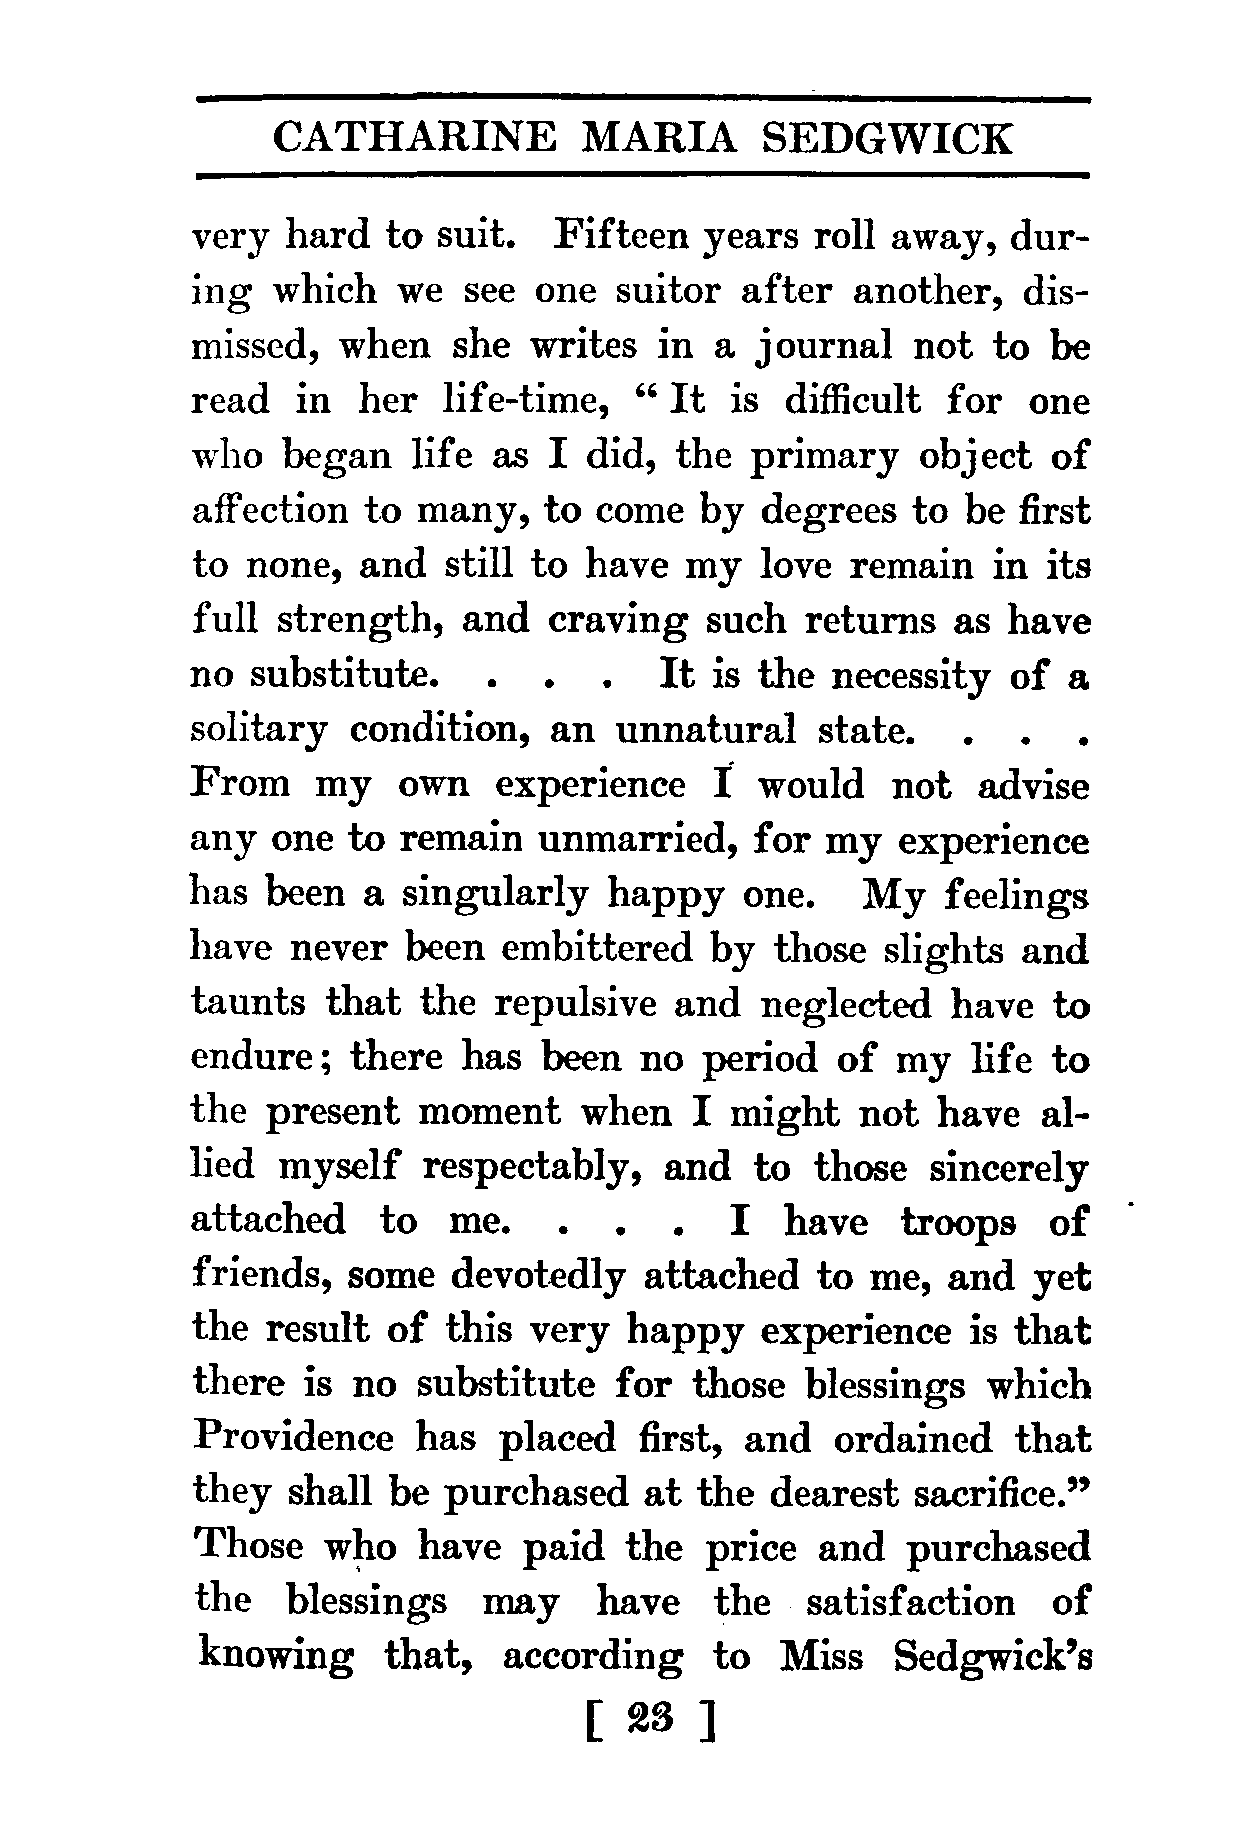 CATHARINE MARIA SEDGWICK
very hard to suit. Fifteen years roll away, dur-
ing which we see one suitor after another, dis-
missed, when she writes in a journal not to be
read in her life-time, “ It is difficult for one
who began life as I did, the primary object of
affection to many, to come by degrees to be first
to none, and still to have my love remain in its
full strength, and craving such returns as have
no substitute. . . . It is the necessity of a
solitary condition, an unnatural state. . . .
From my own experience I would not advise
any one to remain unmarried, for my experience
has been a singularly happy one. My feelings
have never been embittered by those slights and
taunts that the repulsive and neglected have to
endure; there has been no period of my life to
the present moment when I might not have al-
lied myself respectably, and to those sincerely
attached to me. . . . I have troops of
friends, some devotedly attached to me, and yet
the result of this very happy experience is that
there is no substitute for those blessings which
Providence has placed first, and ordained that
they shall be purchased at the dearest sacrifice.”
Those who have paid the price and purchased
the blessings may have the satisfaction of
knowing that, according to Miss Sedgwick’s
[ 23 ]